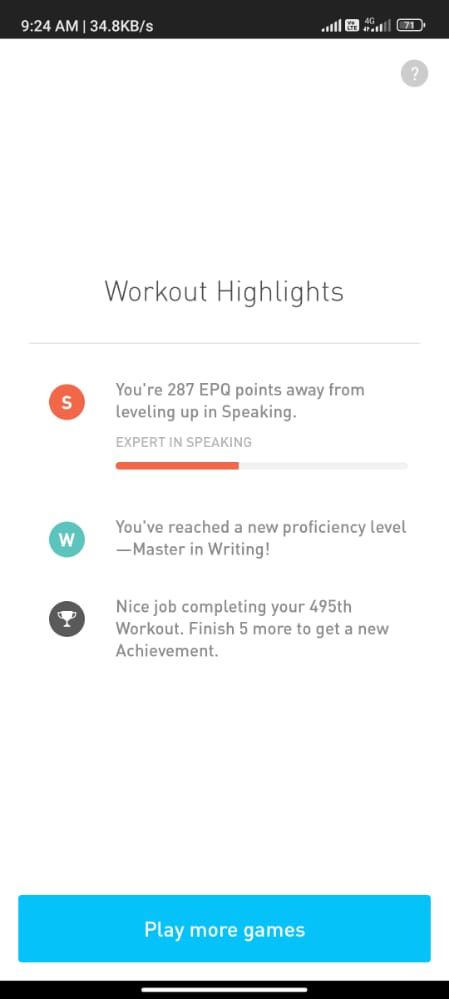 9:24 AM | 34.8KB/s
Vo
LTE
4G
71
?
Workout Highlights
S
You're 287 EPQ points away from
leveling up in Speaking.
EXPERT IN SPEAKING
W
You've reached a new proficiency level
—Master in Writing!
Nice job completing your 495th
Workout. Finish 5 more to get a new
Achievement.
Play more games